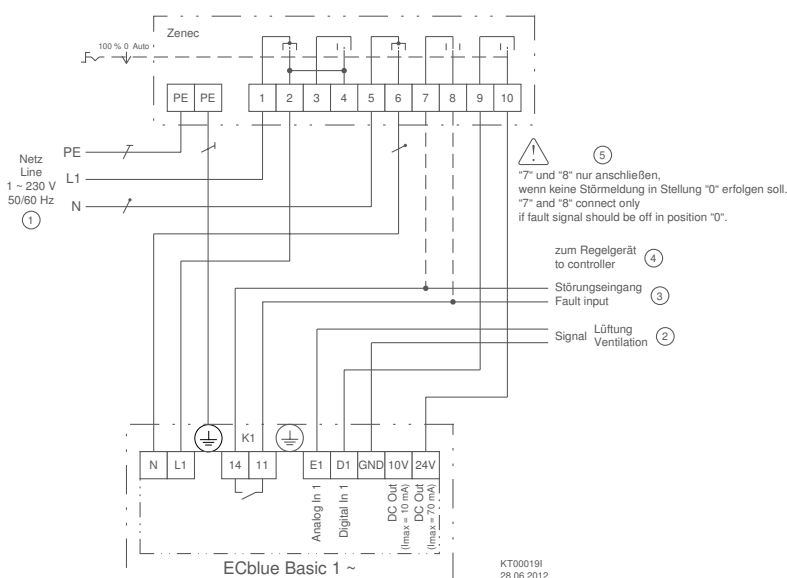 Zenec
100 % 0 Auto
PE PE 1 2 3 4 5 6 7 8 9 10
Netz
Line
1 ~ 230 V
50/60 Hz
1
PE
L1
N
5
"7" und "8" nur anschließen,
wenn keine Störmeldung in Stellung "0" erfolgen soll.
"7" and "8" connect only
if fault signal should be off in position "0".
zum Regelgerät
to controller
4
Störungseingang
Fault input
3
Signal
Lüftung
Ventilation
2
K1
N L1 14 11 E1 D1 GND 10V 24V
Analog In 1
Digital In 1
DC Out
(Imax = 10 mA)
DC Out
(Imax = 70 mA)
ECblue Basic 1 ~
KT00019I
28.06.2012